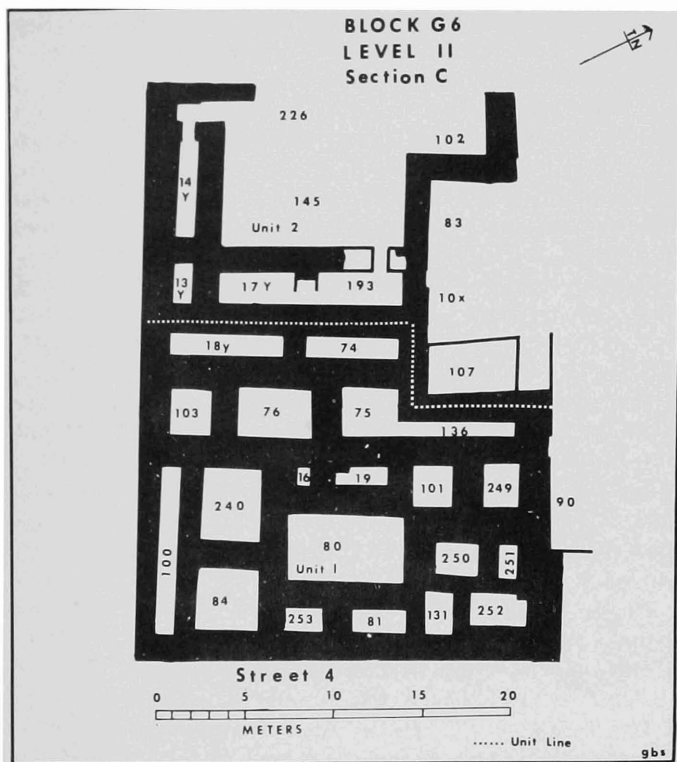 BLOCK G6
LEVEL II
Section C
N
226
102
14
Y
145
83
Unit 2
13
Y
17 Y
193
10x
18y
74
107
103
76
75
136
16
19
101
249
240
90
80
100
250
251
Unit 1
84
253
81
131
252
Street 4
0 5 10 15 20
METERS
...... Unit Line
gbs